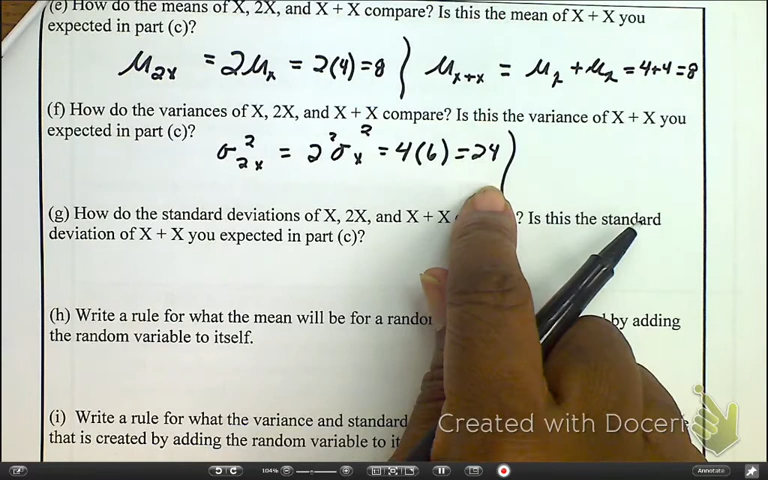 (e) How do the means of X, 2X, and X + X compare? Is this the mean of X + X you
expected in part (c)?
μ2x = 2μx = 2(4) = 8 ) μx+x = μx + μx = 4+4 = 8
(f) How do the variances of X, 2X, and X + X compare? Is this the variance of X + X you
expected in part (c)?
σ²2x = 2²σx² = 4(6) = 24 )
(g) How do the standard deviations of X, 2X, and X + X ? Is this the standard
deviation of X + X you expected in part (c)?
(h) Write a rule for what the mean will be for a by adding
the random variable to itself.
(i) Write a rule for what the variance and standard
that is created by adding the random variable to
Created with Doceri
104%
Annotate